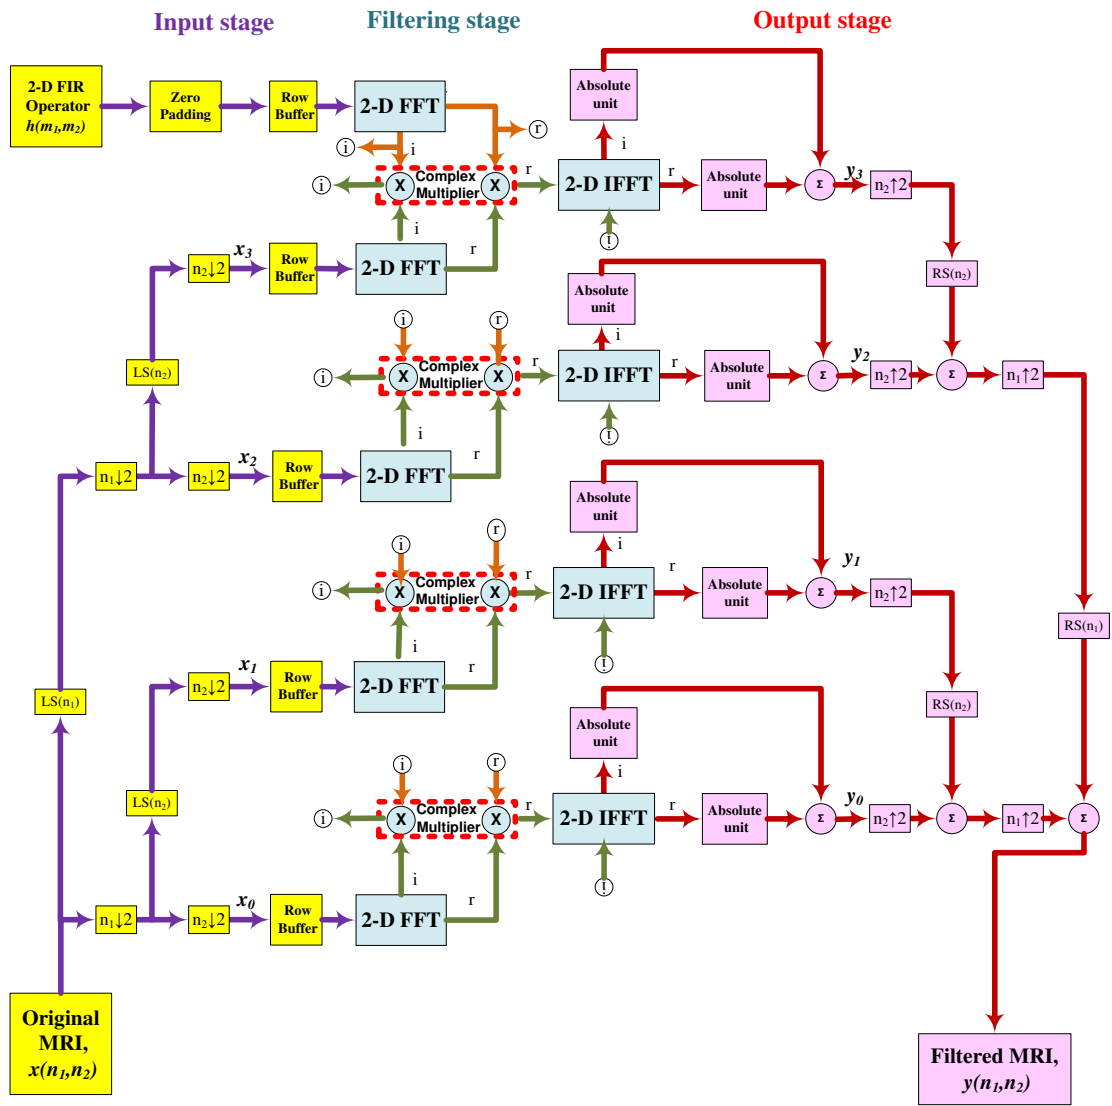 Input stage
Filtering stage
Output stage
2-D FIR
Operator
h(m₁,m₂)
Zero
Padding
Row
Buffer
2-D FFT
i
i
r
i
Complex
Multiplier
X
X
r
2-D IFFT
i
i
r
Absolute
unit
Absolute
unit
Σ
y₃
n₂↑2
RS(n₂)
i
r
n₂↓2
x₃
Row
Buffer
2-D FFT
LS(n₂)
i
r
i
Complex
Multiplier
X
X
r
2-D IFFT
i
i
r
Absolute
unit
Absolute
unit
Σ
y₂
n₂↑2
Σ
n₁↑2
i
r
n₁↓2
n₂↓2
x₂
Row
Buffer
2-D FFT
i
r
i
Complex
Multiplier
X
X
r
2-D IFFT
i
i
r
Absolute
unit
Absolute
unit
Σ
y₁
n₂↑2
RS(n₁)
i
r
LS(n₁)
n₂↓2
x₁
Row
Buffer
2-D FFT
RS(n₂)
LS(n₂)
i
r
i
Complex
Multiplier
X
X
r
2-D IFFT
i
i
r
Absolute
unit
Absolute
unit
Σ
y₀
n₂↑2
Σ
n₁↑2
Σ
i
r
n₁↓2
n₂↓2
x₀
Row
Buffer
2-D FFT
Original
MRI,
x(n₁,n₂)
Filtered MRI,
y(n₁,n₂)